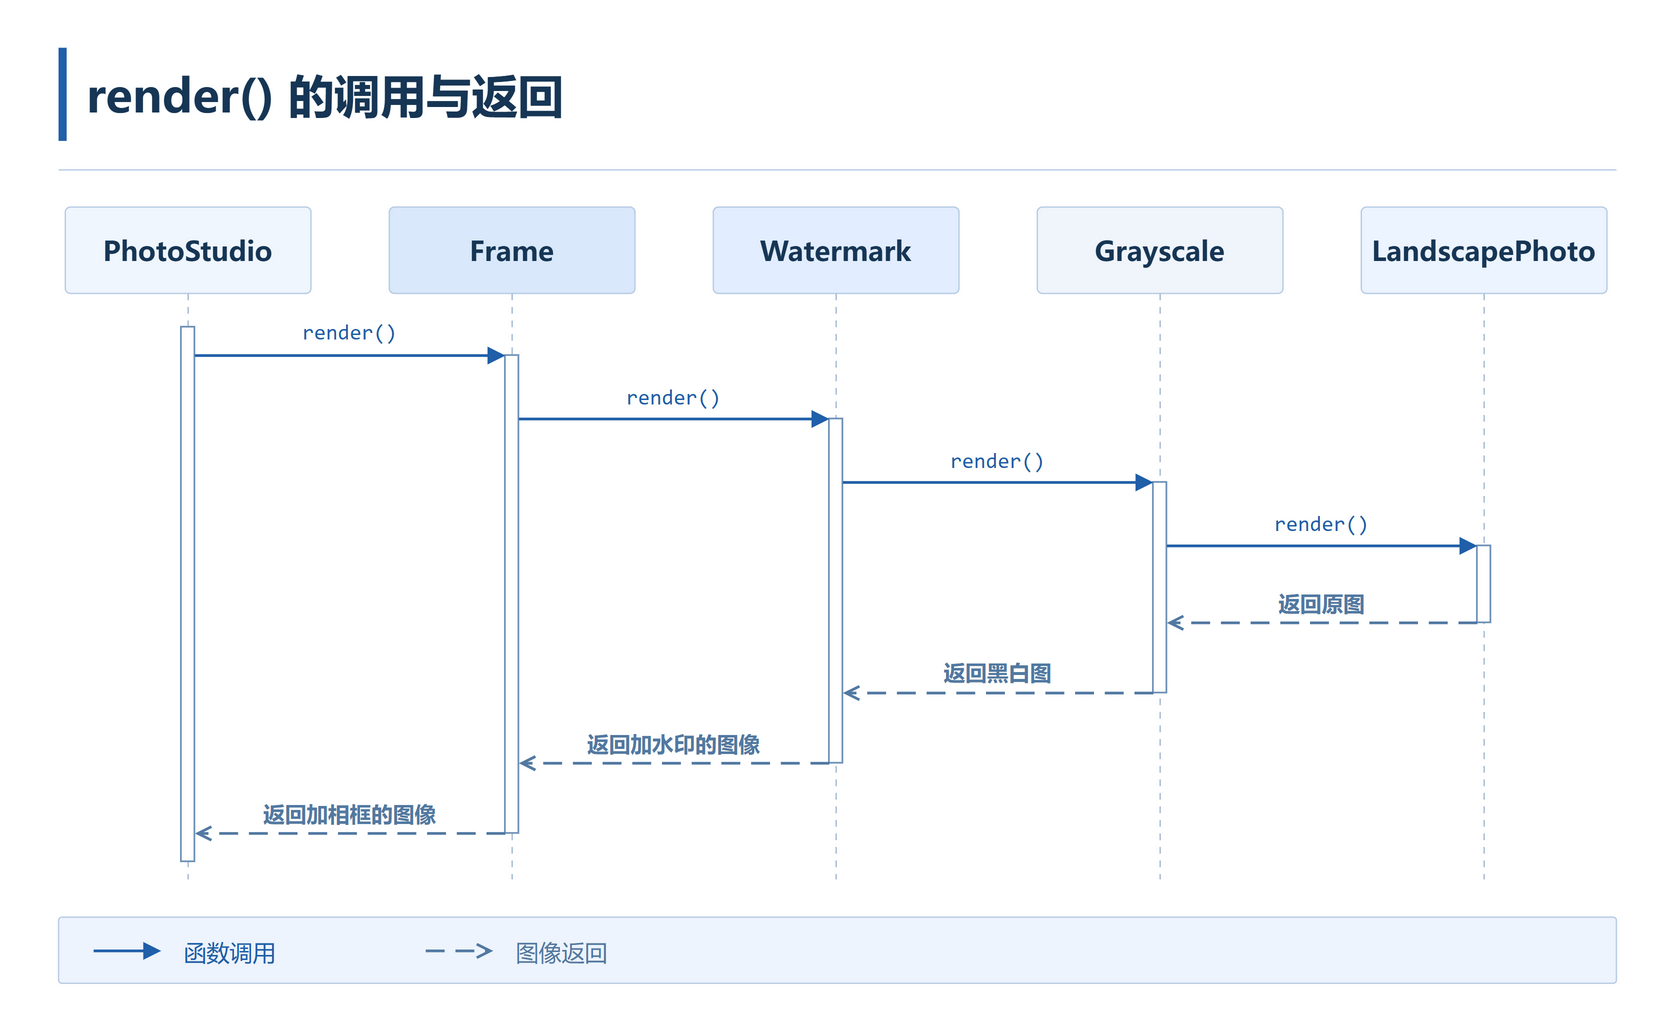 render() 的调用与返回
PhotoStudio
Frame
Watermark
Grayscale
LandscapePhoto
render()
render()
render()
render()
返回原图
返回黑白图
返回加水印的图像
返回加相框的图像
函数调用
图像返回